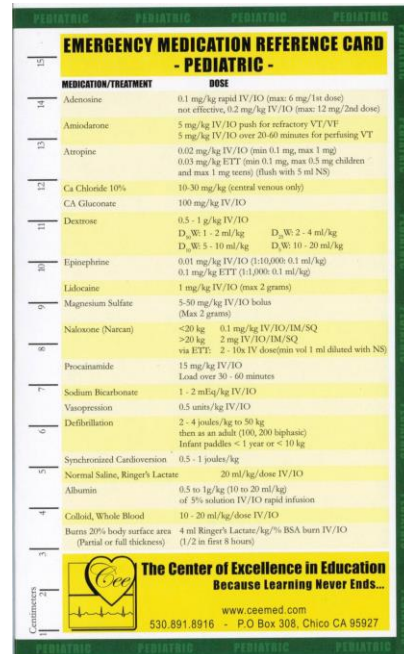 PEDIATRIC PEDIATRIC PEDIATRIC PEDIATRIC
EMERGENCY MEDICATION REFERENCE CARD
- PEDIATRIC -
MEDICATION/TREATMENT DOSE
Adenosine 0.1 mg/kg rapid IV/IO (max: 6 mg/1st dose)
not effective, 0.2 mg/kg IV/IO (max: 12 mg/2nd dose)
Amiodarone 5 mg/kg IV/IO push for refractory VT/VF
5 mg/kg IV/IO over 20-60 minutes for perfusing VT
Atropine 0.02 mg/kg IV/IO (min 0.1 mg, max 1 mg)
0.03 mg/kg ETT (min 0.1 mg, max 0.5 mg children
and max 1 mg teens) (flush with 5 ml NS)
Ca Chloride 10% 10-30 mg/kg (central venous only)
CA Gluconate 100 mg/kg IV/IO
Dextrose 0.5 - 1 g/kg IV/IO
D50W: 1 - 2 ml/kg D25W: 2 - 4 ml/kg
D10W: 5 - 10 ml/kg D5W: 10 - 20 ml/kg
Epinephrine 0.01 mg/kg IV/IO (1:10,000: 0.1 ml/kg)
0.1 mg/kg ETT (1:1,000: 0.1 ml/kg)
Lidocaine 1 mg/kg IV/IO (max 2 grams)
Magnesium Sulfate 5-50 mg/kg IV/IO bolus
(Max 2 grams)
Naloxone (Narcan) <20 kg 0.1 mg/kg IV/IO/IM/SQ
>20 kg 2 mg IV/IO/IM/SQ
via ETT: 2 - 10x IV dose(min vol 1 ml diluted with NS)
Procainamide 15 mg/kg IV/IO
Load over 30 - 60 minutes
Sodium Bicarbonate 1 - 2 mEq/kg IV/IO
Vasopression 0.5 units/kg IV/IO
Defibrillation 2 - 4 joules/kg to 50 kg
then as adult (100, 200 biphasic)
Infant paddles < 1 year or < 10 kg
Synchronized Cardioversion 0.5 - 1 joules/kg
Normal Saline, Ringer's Lactate 20 ml/kg/dose IV/IO
Albumin 0.5 to 1g/kg (10 to 20 ml/kg)
of 5% solution IV/IO rapid infusion
Colloid, Whole Blood 10 - 20 ml/kg/dose IV/IO
Burns 20% body surface area 4 ml Ringer's Lactate/kg/% BSA burn IV/IO
(Partial or full thickness) (1/2 in first 8 hours)
Cee
The Center of Excellence in Education
Because Learning Never Ends...
www.ceemed.com
530.891.8916 - P.O Box 308, Chico CA 95927
15
14
13
12
11
10
9
8
7
6
5
4
3
2
1
Centimeters
PEDIATRIC PEDIATRIC PEDIATRIC PEDIATRIC